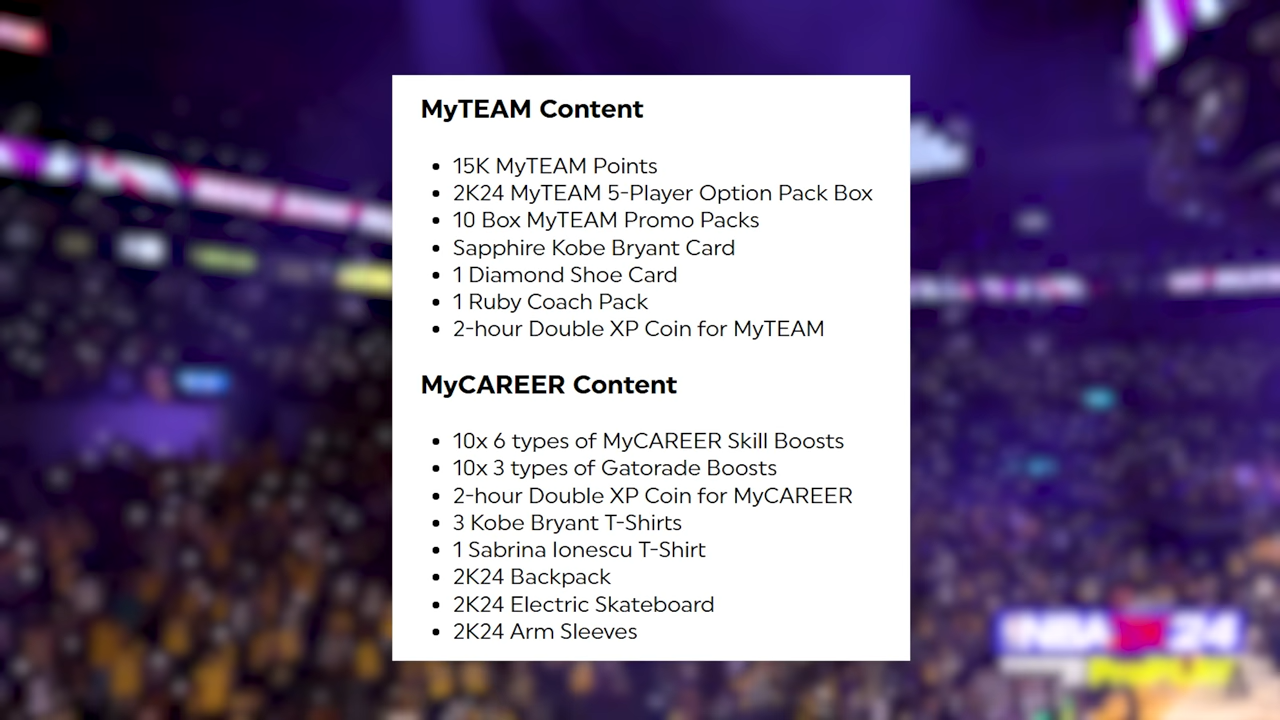 MyTEAM Content
• 15K MyTEAM Points
• 2K24 MyTEAM 5-Player Option Pack Box
• 10 Box MyTEAM Promo Packs
• Sapphire Kobe Bryant Card
• 1 Diamond Shoe Card
• 1 Ruby Coach Pack
• 2-hour Double XP Coin for MyTEAM
MyCAREER Content
• 10x 6 types of MyCAREER Skill Boosts
• 10x 3 types of Gatorade Boosts
• 2-hour Double XP Coin for MyCAREER
• 3 Kobe Bryant T-Shirts
• 1 Sabrina Ionescu T-Shirt
• 2K24 Backpack
• 2K24 Electric Skateboard
• 2K24 Arm Sleeves
NBA 24